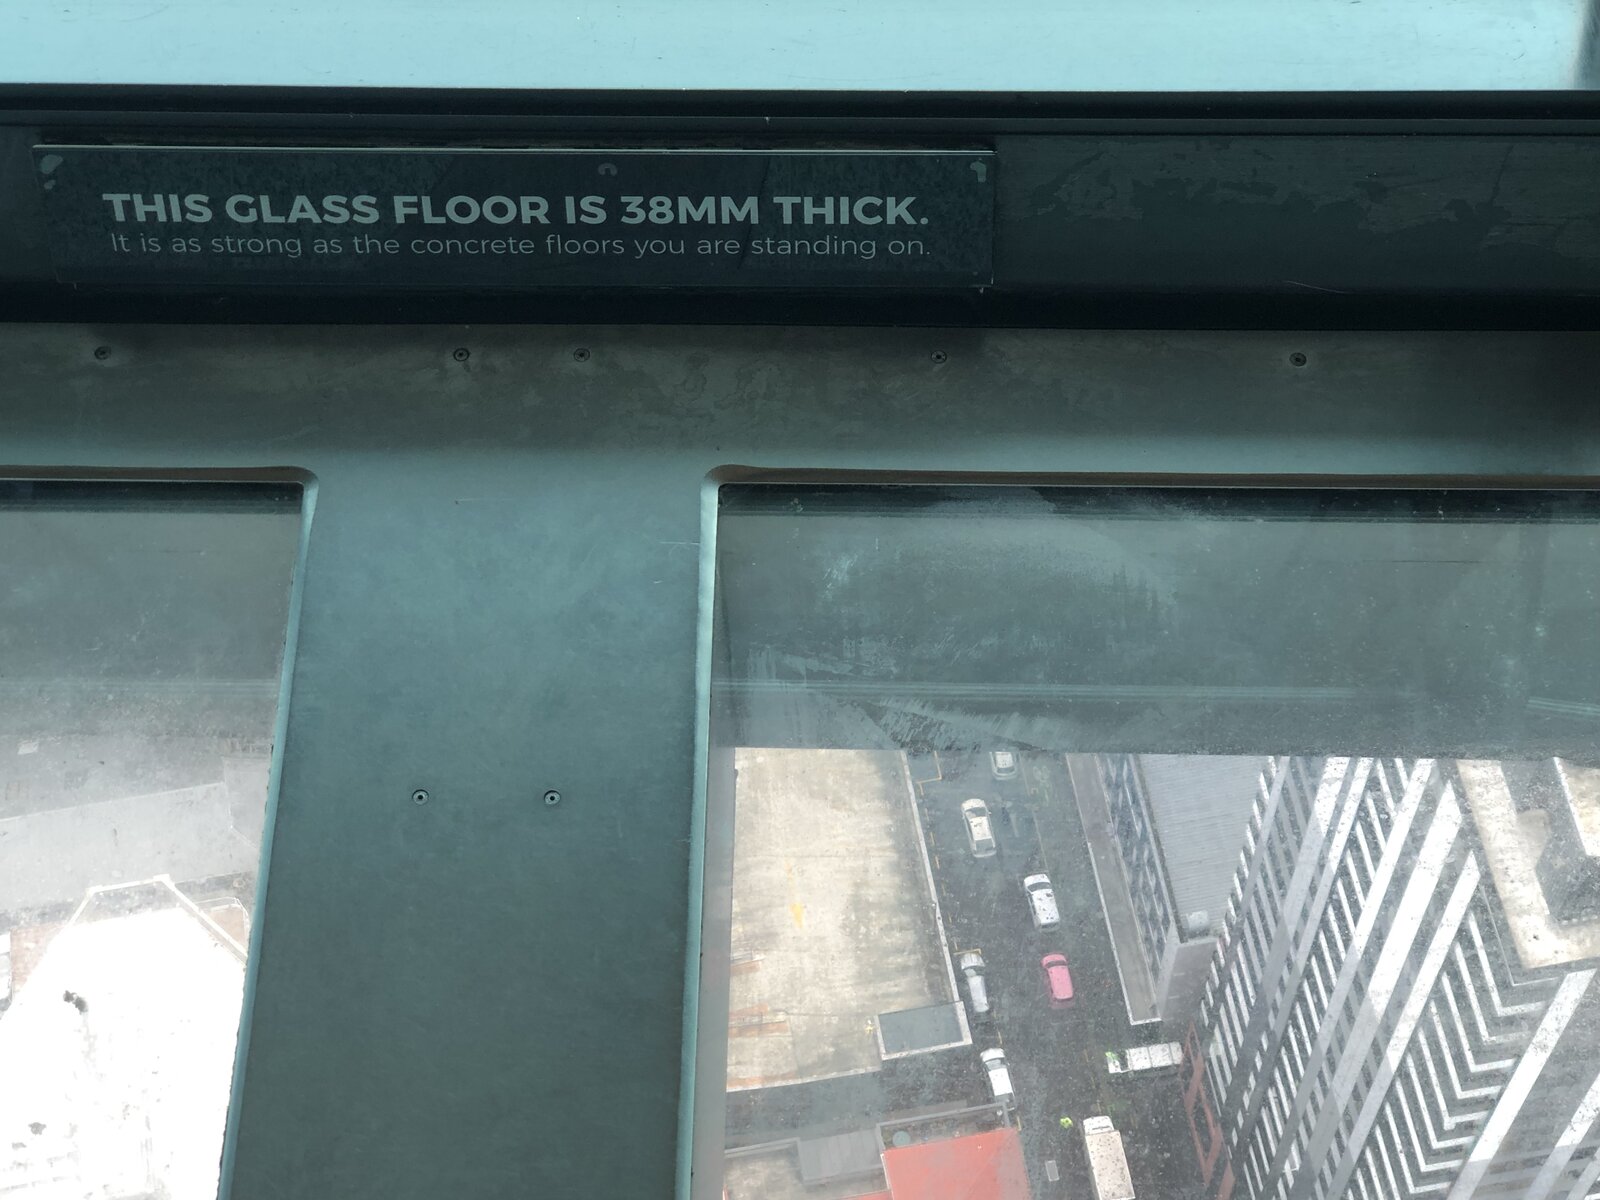 THIS GLASS FLOOR IS 38MM THICK.
It is as strong as the concrete floors you are standing on.